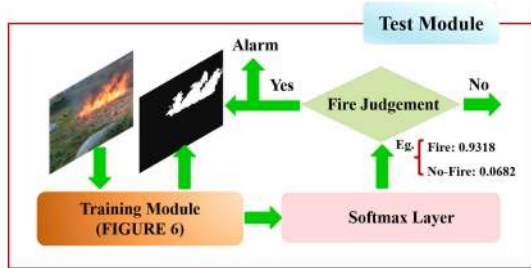 Test Module
Alarm
Yes
Fire Judgement
No
Eg.
Fire: 0.9318
No-Fire: 0.0682
Training Module
(FIGURE 6)
Softmax Layer